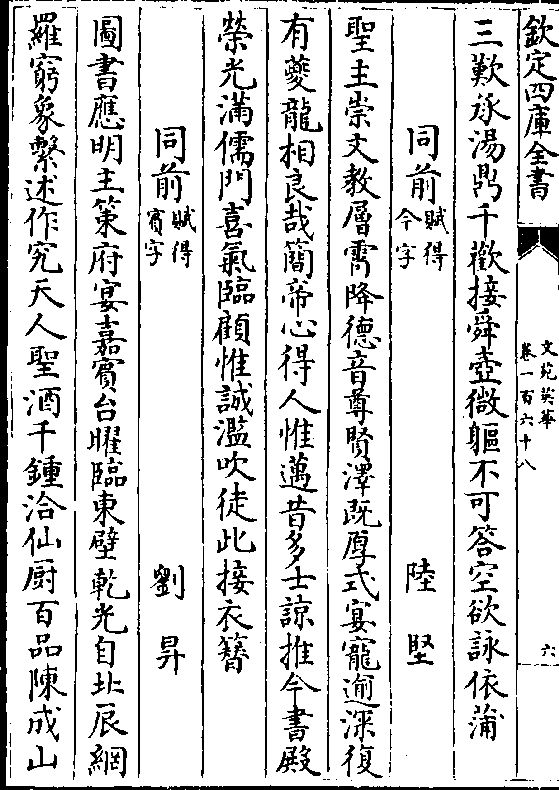 欽定四庫全書
文苑英華
卷一百六十八
六
三歎承湯鼎千歡接舜壺微軀不可答空欲詠依蒲
同前賦得今字
陸堅
聖主崇文教層霄降德音尊賢澤既厚式宴寵逾深復
有夔龍相良哉簡帝心得人惟邁昔多士諒推今書殿
榮光滿儒門喜氣臨顧惟誠濫吹徒此接衣簪
同前賦得賓字
劉昇
圖書應明主策府宴嘉賓台曜臨東壁乾光自北辰網
羅窮象繫述作究天人聖酒千鍾洽仙厨百品陳成山